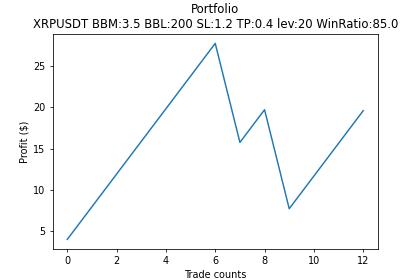 Portfolio
XRPUSDT BBM:3.5 BBL:200 SL:1.2 TP:0.4 lev:20 WinRatio:85.0
25
20
15
10
5
Profit ($)
0 2 4 6 8 10 12
Trade counts